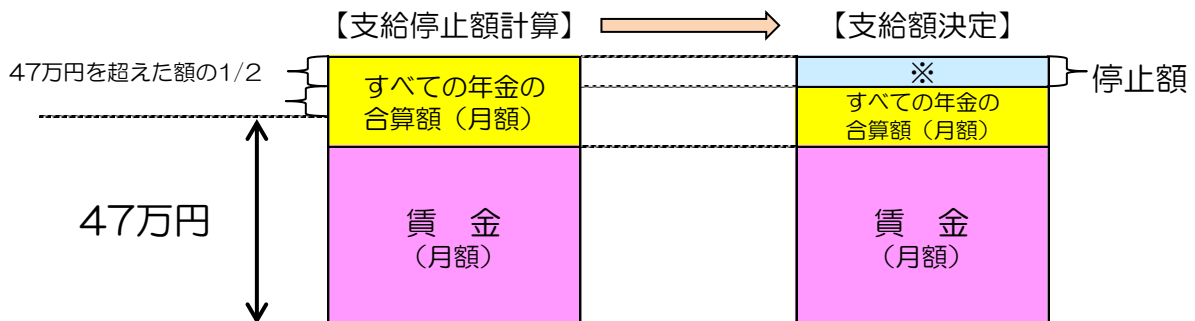 【支給停止額計算】
【支給額決定】
47万円を超えた額の1/2
すべての年金の
合算額（月額）
※
すべての年金の
合算額（月額）
停止額
47万円
賃　金
（月額）
賃　金
（月額）